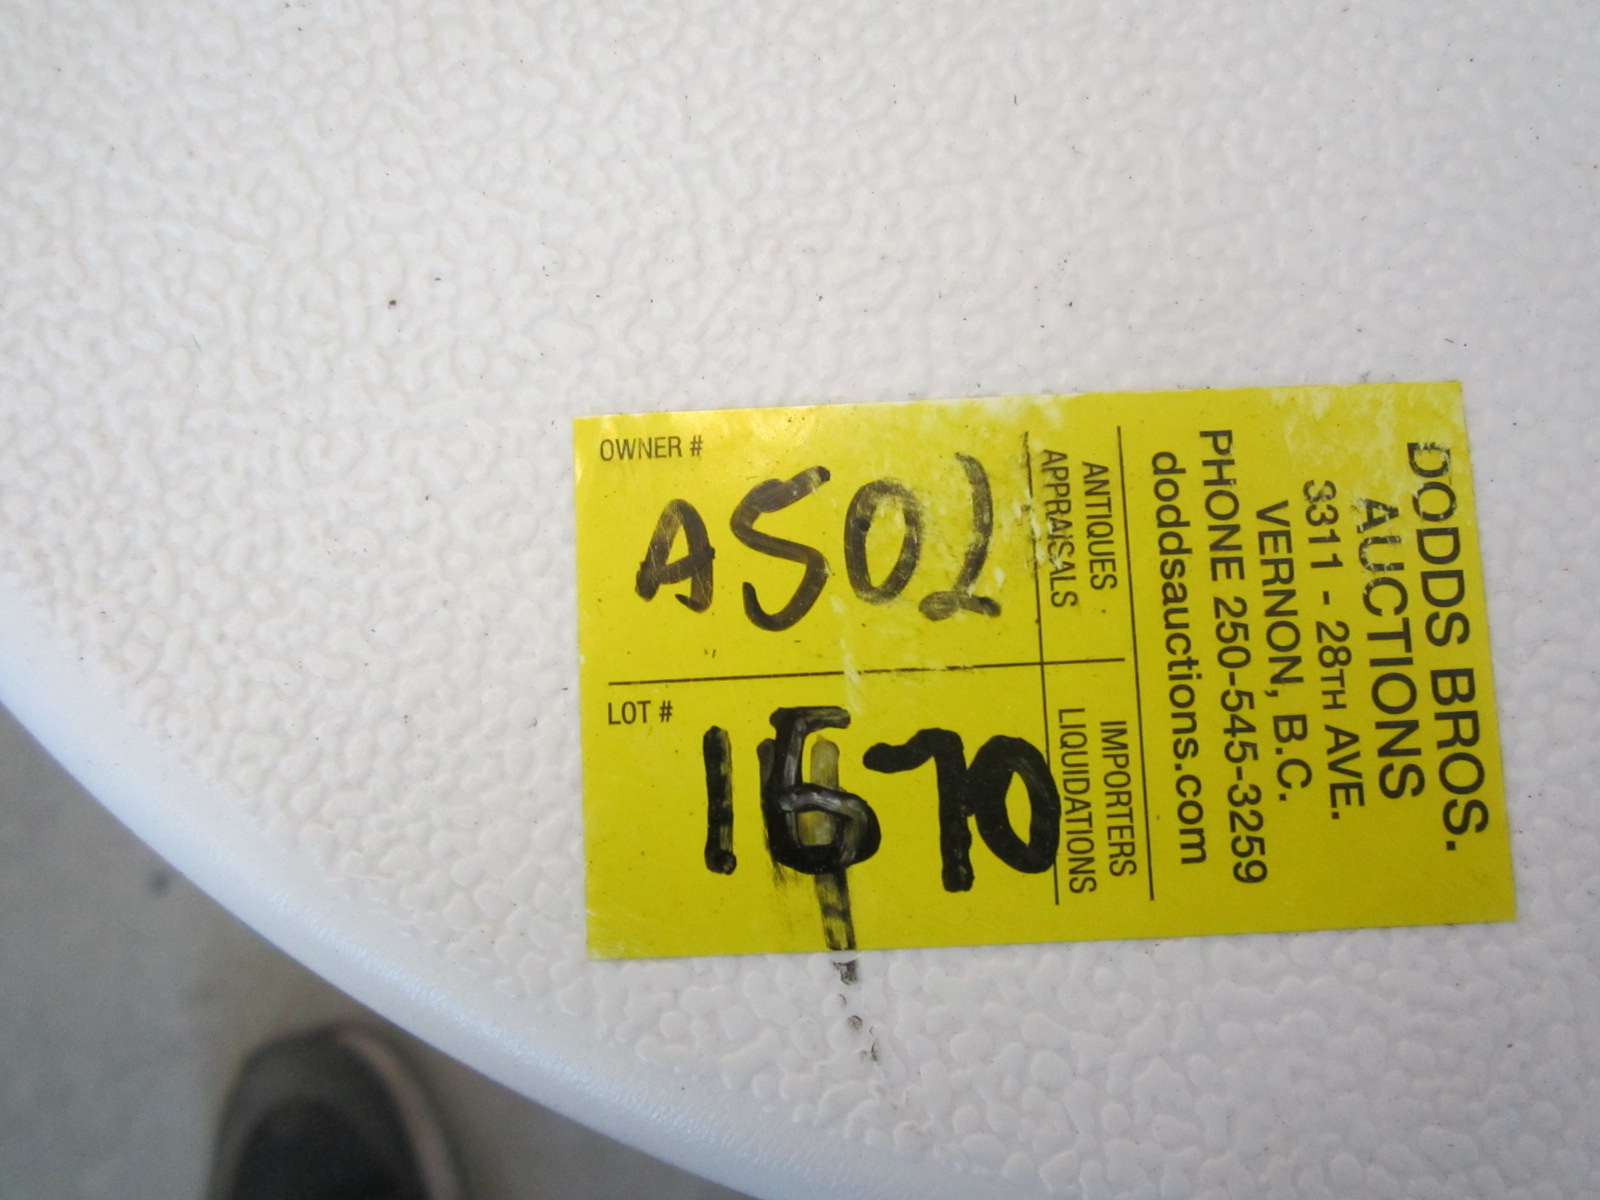 DODDS BROS.
AUCTIONS
3311 - 28TH AVE.
VERNON, B.C.
PHONE 250-545-3259
doddsauctions.com
ANTIQUES • IMPORTERS
APPRAISALS LIQUIDATIONS
OWNER #
A502
LOT #
1670